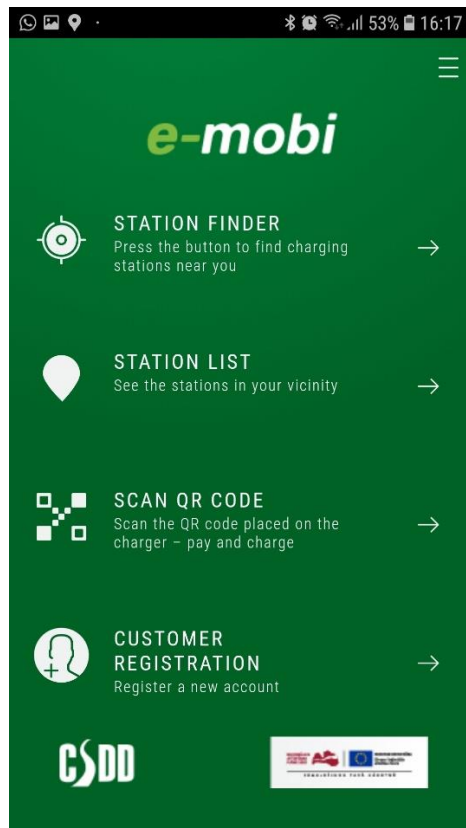 53% 16:17
e-mobi
STATION FINDER
Press the button to find charging
stations near you
STATION LIST
See the stations in your vicinity
SCAN QR CODE
Scan the QR code placed on the
charger – pay and charge
CUSTOMER
REGISTRATION
Register a new account
CSDD